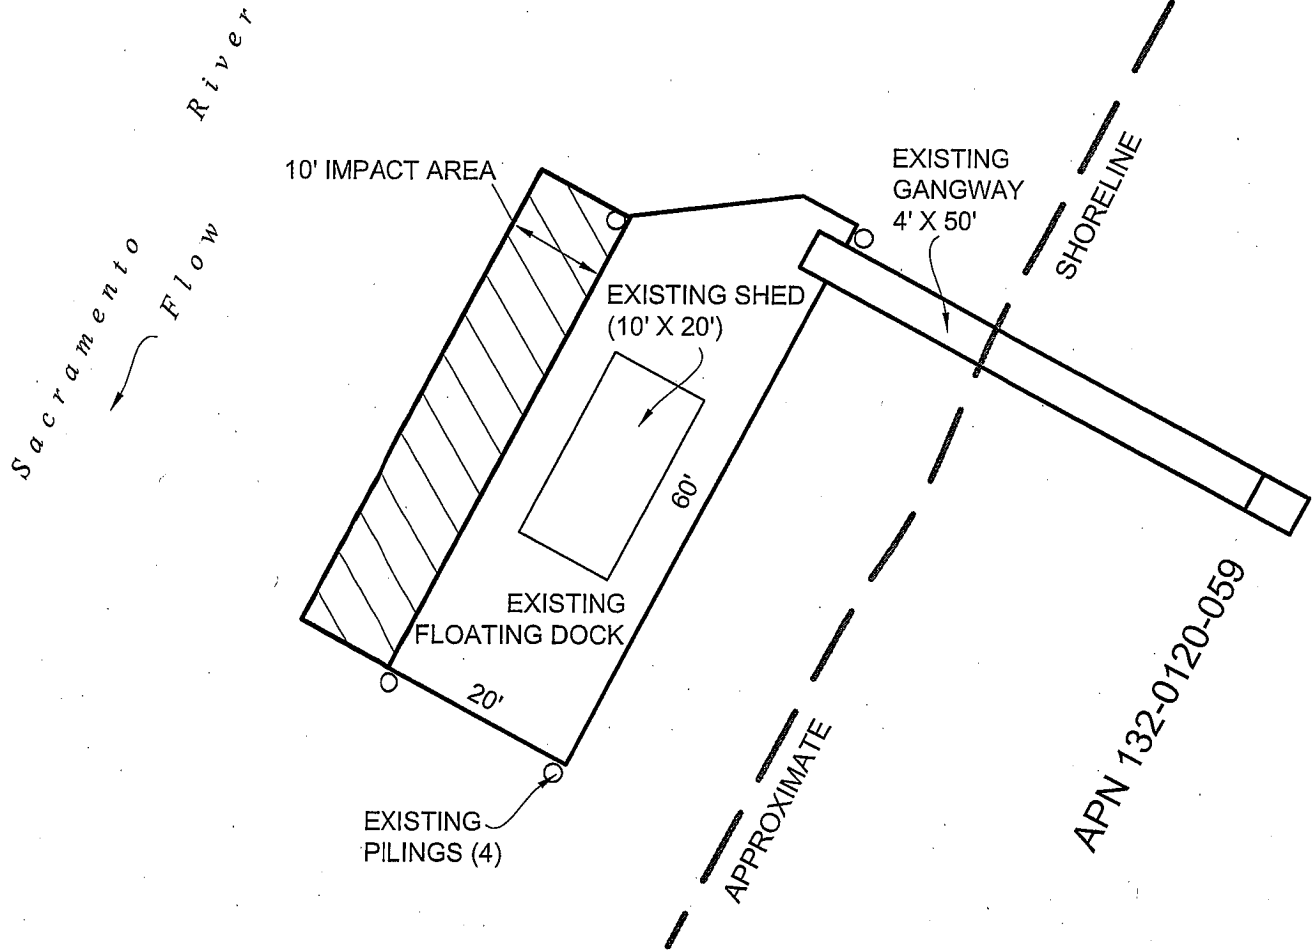 Sacramento River
Flow
10' IMPACT AREA
EXISTING
GANGWAY
4' X 50'
SHORELINE
EXISTING SHED
(10' X 20')
60'
EXISTING
FLOATING DOCK
20'
EXISTING
PILINGS (4)
APPROXIMATE
APN 132-0120-059